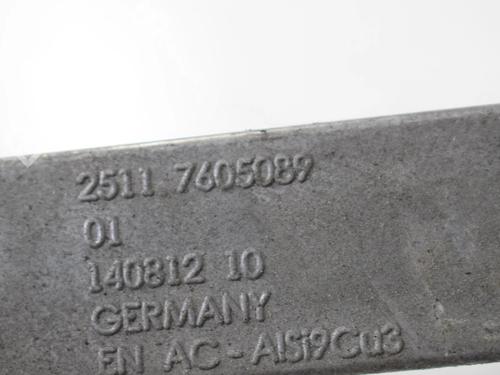 2511 7605089
01
140812 10
GERMANY
EN AC-AlSi9Cu3